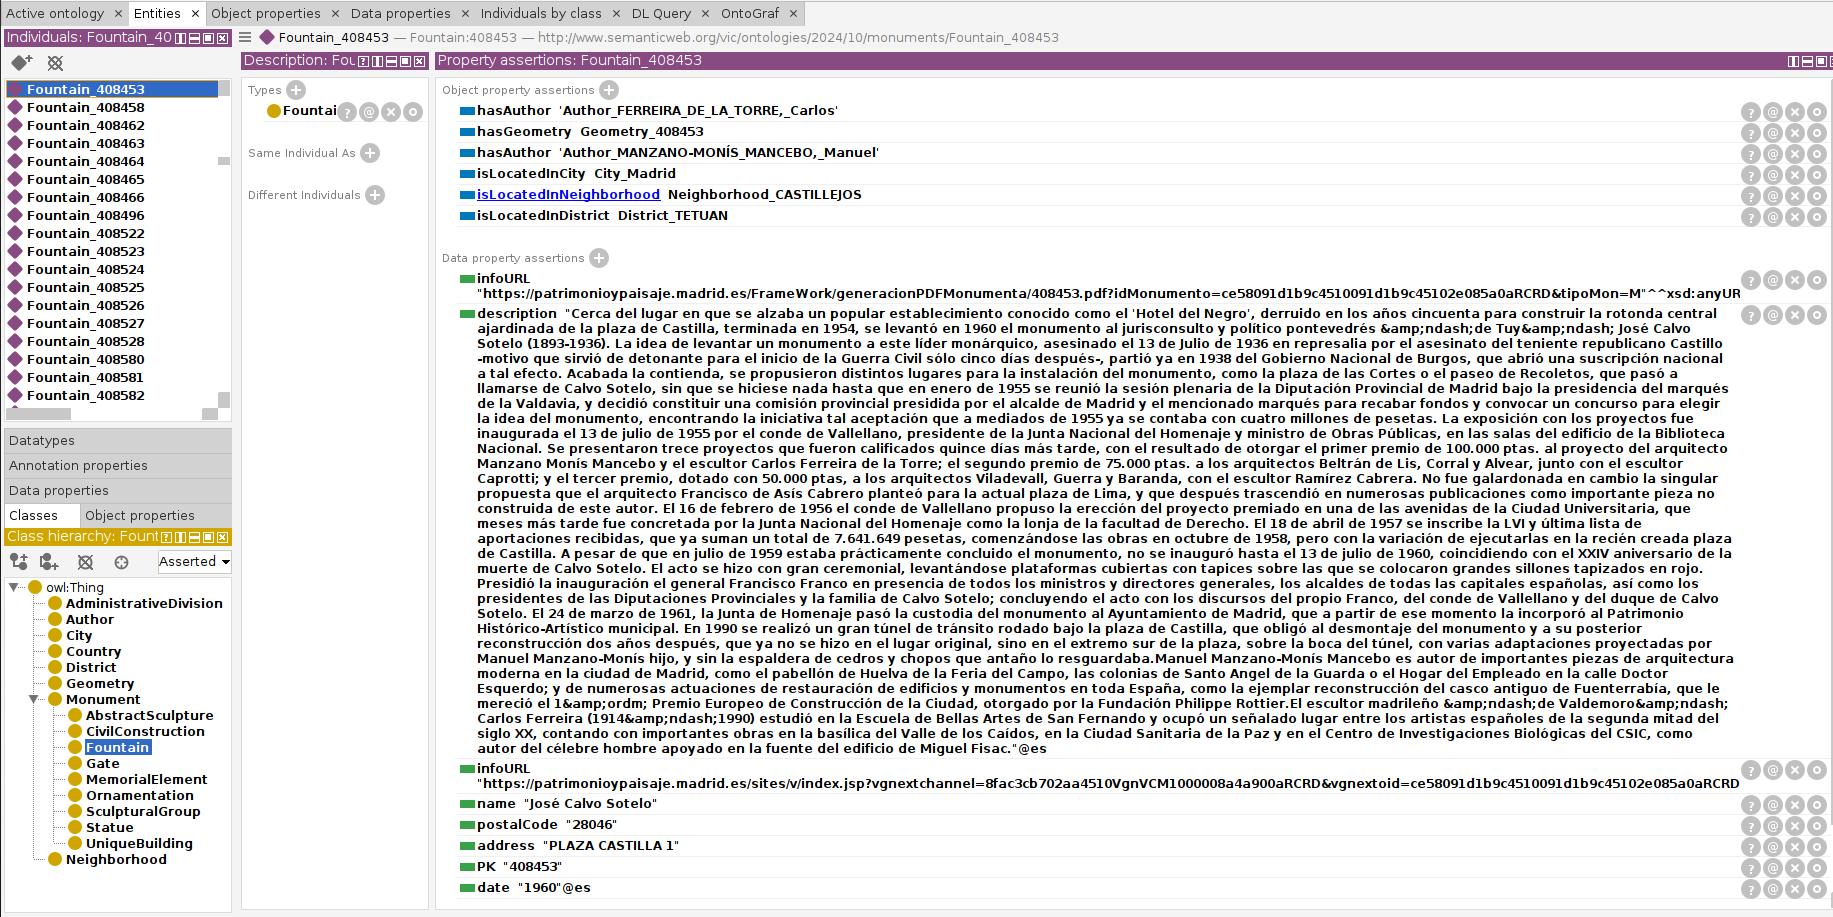 Active ontology × Entities × Object properties × Data properties × Individuals by class × DL Query × OntoGraf ×
Individuals: Fountain_40
Fountain_408453 — Fountain:408453 — http://www.semanticweb.org/vic/ontologies/2024/10/monuments/Fountain_408453
Fountain_408453
Fountain_408458
Fountain_408462
Fountain_408463
Fountain_408464
Fountain_408465
Fountain_408466
Fountain_408496
Fountain_408522
Fountain_408523
Fountain_408524
Fountain_408525
Fountain_408526
Fountain_408527
Fountain_408528
Fountain_408580
Fountain_408581
Fountain_408582
Datatypes
Annotation properties
Data properties
Classes Object properties
Class hierarchy: Fount
Asserted
owl:Thing
AdministrativeDivision
Author
City
Country
District
Geometry
Monument
AbstractSculpture
CivilConstruction
Fountain
Gate
MemorialElement
Ornamentation
SculpturalGroup
Statue
UniqueBuilding
Neighborhood
Description: Fou
Types
Fountai
Same Individual As
Different Individuals
Property assertions: Fountain_408453
Object property assertions
hasAuthor 'Author_FERREIRA_DE_LA_TORRE,_Carlos'
hasGeometry Geometry_408453
hasAuthor 'Author_MANZANO-MONÍS_MANCEBO,_Manuel'
isLocatedInCity City_Madrid
isLocatedInNeighborhood Neighborhood_CASTILLEJOS
isLocatedInDistrict District_TETUAN
Data property assertions
infoURL
"https://patrimonioypaisaje.madrid.es/FrameWork/generacionPDFMonumenta/408453.pdf?idMonumento=ce58091d1b9c4510091d1b9c45102e085a0aRCRD&tipoMon=M"^^xsd:anyUR
description "Cerca del lugar en que se alzaba un popular establecimiento conocido como el 'Hotel del Negro', derruido en los años cincuenta para construir la rotonda central
ajardinada de la plaza de Castilla, terminada en 1954, se levantó en 1960 el monumento al jurisconsulto y político pontevedrés &amp;ndash;de Tuy&amp;ndash; José Calvo
Sotelo (1893-1936). La idea de levantar un monumento a este líder monárquico, asesinado el 13 de Julio de 1936 en represalia por el asesinato del teniente republicano Castillo
-motivo que sirvió de detonante para el inicio de la Guerra Civil sólo cinco días después-, partió ya en 1938 del Gobierno Nacional de Burgos, que abrió una suscripción nacional
a tal efecto. Acabada la contienda, se propusieron distintos lugares para la instalación del monumento, como la plaza de las Cortes o el paseo de Recoletos, que pasó a
llamarse de Calvo Sotelo, sin que se hiciese nada hasta que en enero de 1955 se reunió la sesión plenaria de la Diputación Provincial de Madrid bajo la presidencia del marqués
de la Valdavia, y decidió constituir una comisión provincial presidida por el alcalde de Madrid y el mencionado marqués para recabar fondos y convocar un concurso para elegir
la idea del monumento, encontrando la iniciativa tal aceptación que a mediados de 1955 ya se contaba con cuatro millones de pesetas. La exposición con los proyectos fue
inaugurada el 13 de julio de 1955 por el conde de Vallellano, presidente de la Junta Nacional del Homenaje y ministro de Obras Públicas, en las salas del edificio de la Biblioteca
Nacional. Se presentaron trece proyectos que fueron calificados quince días más tarde, con el resultado de otorgar el primer premio de 100.000 ptas. al proyecto del arquitecto
Manzano Monís Mancebo y el escultor Carlos Ferreira de la Torre; el segundo premio de 75.000 ptas. a los arquitectos Beltrán de Lis, Corral y Alvear, junto con el escultor
Caprotti; y el tercer premio, dotado con 50.000 ptas, a los arquitectos Viladevall, Guerra y Baranda, con el escultor Ramírez Cabrera. No fue galardonada en cambio la singular
propuesta que el arquitecto Francisco de Asís Cabrero planteó para la actual plaza de Lima, y que después trascendió en numerosas publicaciones como importante pieza no
construida de este autor. El 16 de febrero de 1956 el conde de Vallellano propuso la erección del proyecto premiado en una de las avenidas de la Ciudad Universitaria, que
meses más tarde fue concretada por la Junta Nacional del Homenaje como la lonja de la facultad de Derecho. El 18 de abril de 1957 se inscribe la LVI y última lista de
aportaciones recibidas, que ya suman un total de 7.641.649 pesetas, comenzándose las obras en octubre de 1958, pero con la variación de ejecutarlas en la recién creada plaza
de Castilla. A pesar de que en julio de 1959 estaba prácticamente concluido el monumento, no se inauguró hasta el 13 de julio de 1960, coincidiendo con el XXIV aniversario de la
muerte de Calvo Sotelo. El acto se hizo con gran ceremonial, levantándose plataformas cubiertas con tapices sobre las que se colocaron grandes sillones tapizados en rojo.
Presidió la inauguración el general Francisco Franco en presencia de todos los ministros y directores generales, los alcaldes de todas las capitales españolas, así como los
presidentes de las Diputaciones Provinciales y la familia de Calvo Sotelo; concluyendo el acto con los discursos del propio Franco, del conde de Vallellano y del duque de Calvo
Sotelo. El 24 de marzo de 1961, la Junta de Homenaje pasó la custodia del monumento al Ayuntamiento de Madrid, que a partir de ese momento la incorporó al Patrimonio
Histórico-Artístico municipal. En 1990 se realizó un gran túnel de tránsito rodado bajo la plaza de Castilla, que obligó al desmontaje del monumento y a su posterior
reconstrucción dos años después, que ya no se hizo en el lugar original, sino en el extremo sur de la plaza, sobre la boca del túnel, con varias adaptaciones proyectadas por
Manuel Manzano-Monís hijo, y sin la espaldera de cedros y chopos que antaño lo resguardaba.Manuel Manzano-Monís Mancebo es autor de importantes piezas de arquitectura
moderna en la ciudad de Madrid, como el pabellón de Huelva de la Feria del Campo, las colonias de Santo Angel de la Guarda o el Hogar del Empleado en la calle Doctor
Esquerdo; y de numerosas actuaciones de restauración de edificios y monumentos en toda España, como la ejemplar reconstrucción del casco antiguo de Fuenterrabía, que le
mereció el 1&amp;ordm; Premio Europeo de Construcción de la Ciudad, otorgado por la Fundación Philippe Rottier.El escultor madrileño &amp;ndash;de Valdemoro&amp;ndash;
Carlos Ferreira (1914&amp;ndash;1990) estudió en la Escuela de Bellas Artes de San Fernando y ocupó un señalado lugar entre los artistas españoles de la segunda mitad del
siglo XX, contando con importantes obras en la basílica del Valle de los Caídos, en la Ciudad Sanitaria de la Paz y en el Centro de Investigaciones Biológicas del CSIC, como
autor del célebre hombre apoyado en la fuente del edificio de Miguel Fisac."@es
infoURL
"https://patrimonioypaisaje.madrid.es/sites/v/index.jsp?vgnextchannel=8fac3cb702aa4510VgnVCM1000008a4a900aRCRD&vgnextoid=ce58091d1b9c4510091d1b9c45102e085a0aRCRD
name "José Calvo Sotelo"
postalCode "28046"
address "PLAZA CASTILLA 1"
PK "408453"
date "1960"@es